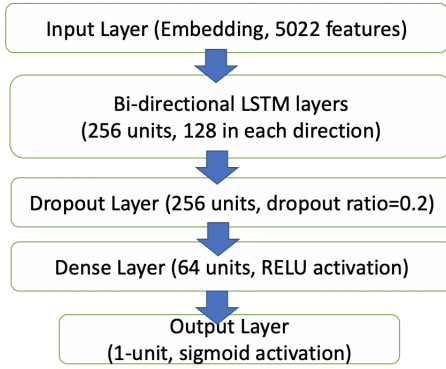 Input Layer (Embedding, 5022 features)
Bi-directional LSTM layers
(256 units, 128 in each direction)
Dropout Layer (256 units, dropout ratio=0.2)
Dense Layer (64 units, RELU activation)
Output Layer
(1-unit, sigmoid activation)